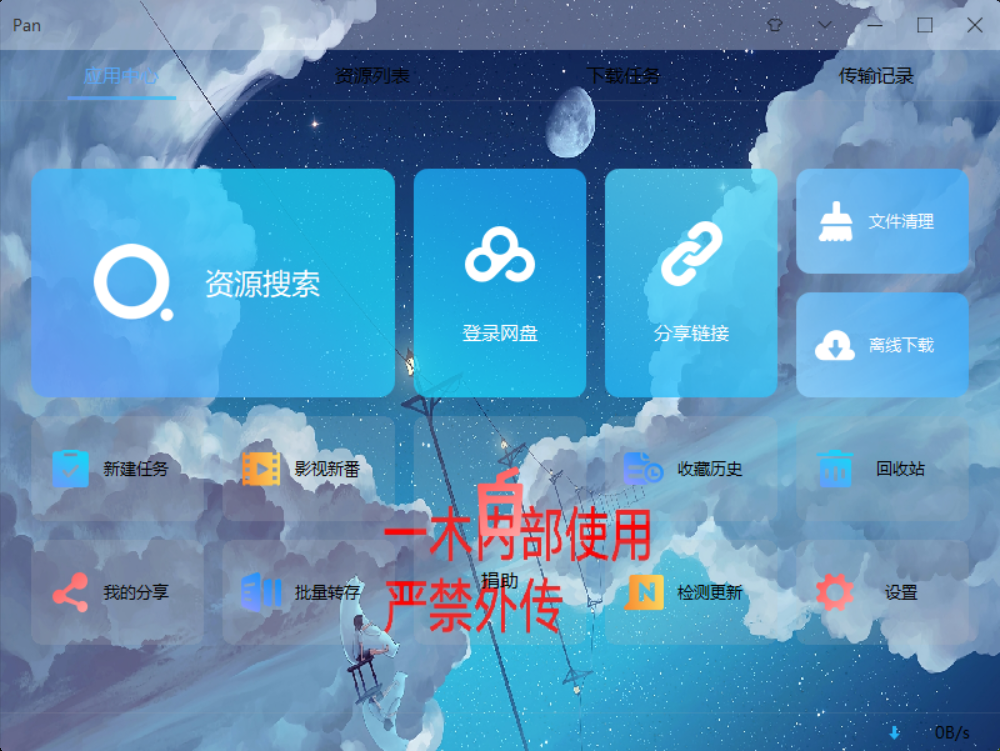 Pan
应用中心
资源列表
下载任务
传输记录
资源搜索
登录网盘
分享链接
文件清理
离线下载
新建任务
影视新番
收藏历史
回收站
一木内部使用
严禁外传
我的分享
批量转存
捐助
N
检测更新
设置
0B/s